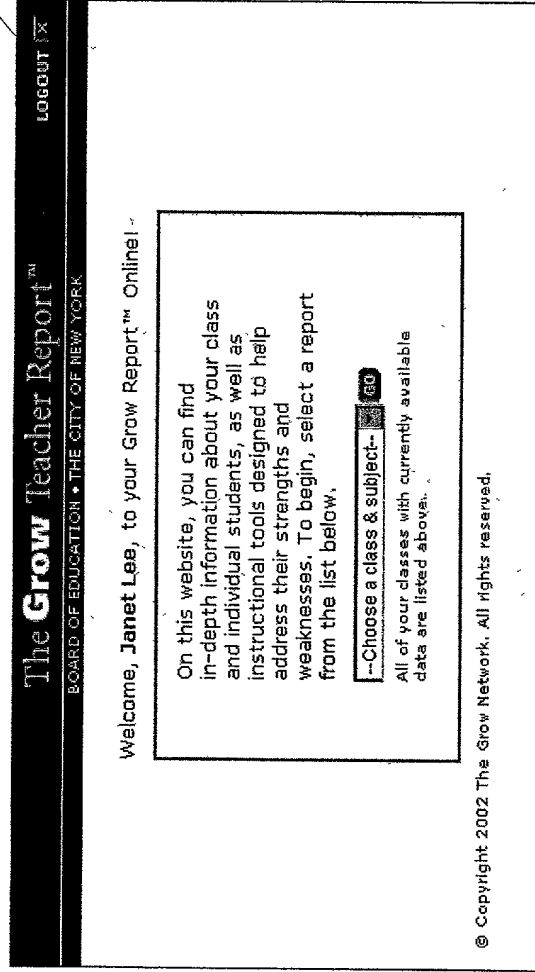 The Grow Teacher Report™
LOGOUT X
BOARD OF EDUCATION • THE CITY OF NEW YORK
Welcome, Janet Lee, to your Grow Report™ Online!
On this website, you can find
in-depth information about your class
and individual students, as well as
instructional tools designed to help
address their strengths and
weaknesses. To begin, select a report
from the list below.
--Choose a class & subject-- GO
All of your classes with currently available
data are listed above.
© Copyright 2002 The Grow Network. All rights reserved.